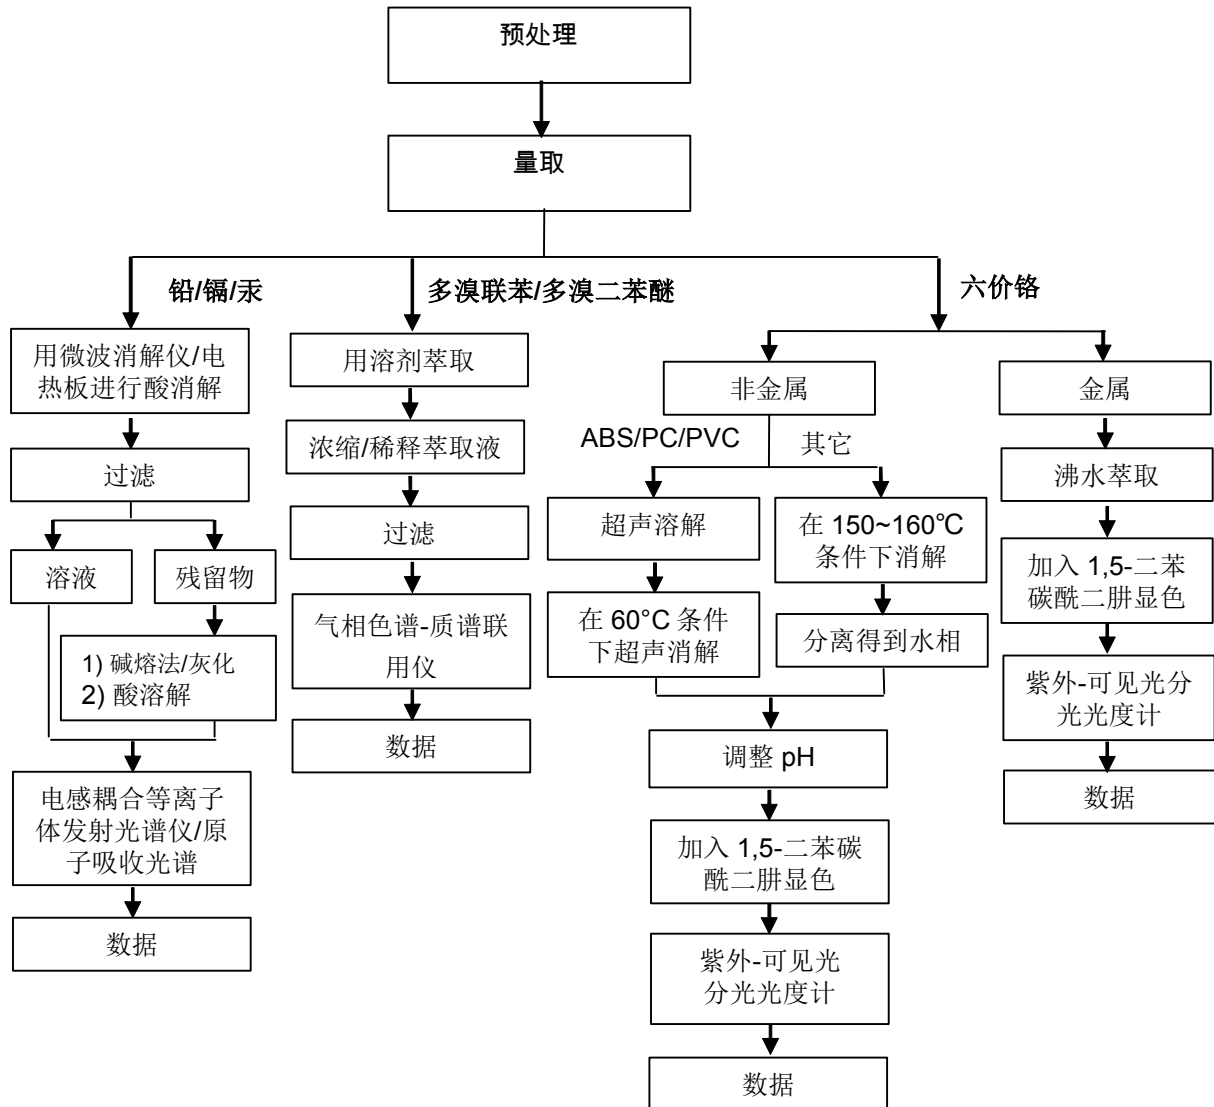 预处理
量取
铅/镉/汞
多溴联苯/多溴二苯醚
六价铬
用微波消解仪/电
热板进行酸消解
过滤
溶液
残留物
1) 碱熔法/灰化
2) 酸溶解
电感耦合等离子
体发射光谱仪/原
子吸收光谱
数据
用溶剂萃取
浓缩/稀释萃取液
过滤
气相色谱-质谱联
用仪
数据
非金属
ABS/PC/PVC
其它
超声溶解
在 60°C 条件
下超声消解
在 150~160℃
条件下消解
分离得到水相
调整 pH
加入 1,5-二苯碳
酰二肼显色
紫外-可见光
分光光度计
数据
金属
沸水萃取
加入 1,5-二苯
碳酰二肼显色
紫外-可见光分
光光度计
数据